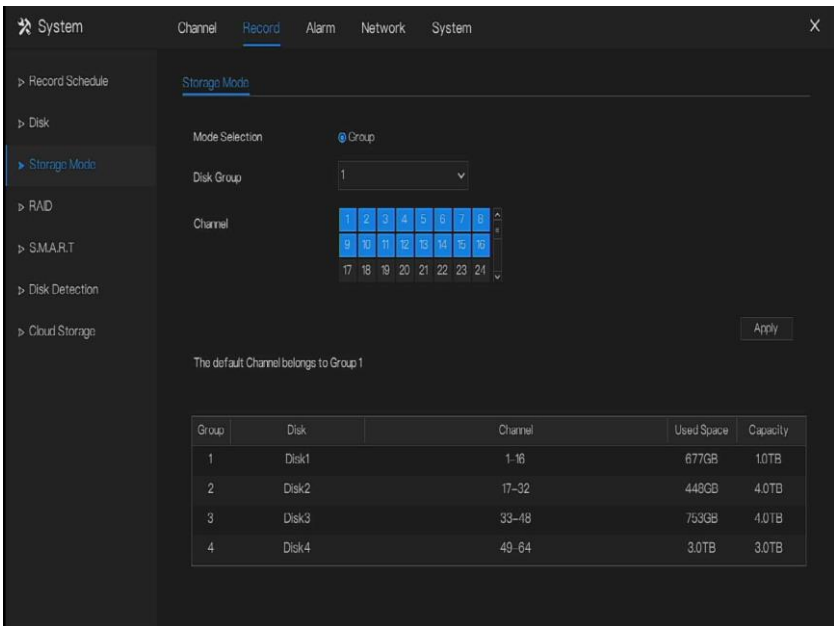 System Channel Record Alarm Network System X
Record Schedule
Storage Mode
Disk
Mode Selection Group
Storage Mode
Disk Group 1
RAID
Channel 1 2 3 4 5 6 7 8
S.M.A.R.T 9 10 11 12 13 14 15 16
17 18 19 20 21 22 23 24
Disk Detection
Cloud Storage
Apply
The default Channel belongs to Group 1
Group Disk Channel Used Space Capacity
1 Disk1 1-16 677GB 1.0TB
2 Disk2 17-32 448GB 4.0TB
3 Disk3 33-48 753GB 4.0TB
4 Disk4 49-64 3.0TB 3.0TB